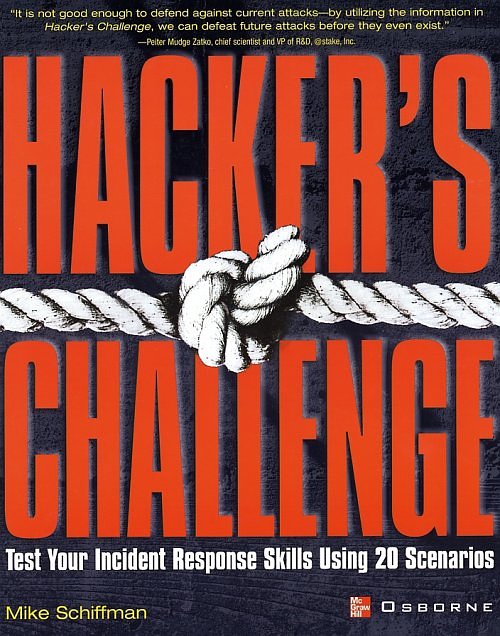 “It is not good enough to defend against current attacks—by utilizing the information in
Hacker's Challenge, we can defeat future attacks before they even exist.”
—Peiter Mudge Zatko, chief scientist and VP of R&D, @stake, Inc.
HACKER'S
CHALLENGE
Test Your Incident Response Skills Using 20 Scenarios
Mike Schiffman
Mc
Graw
Hill
OSBORNE